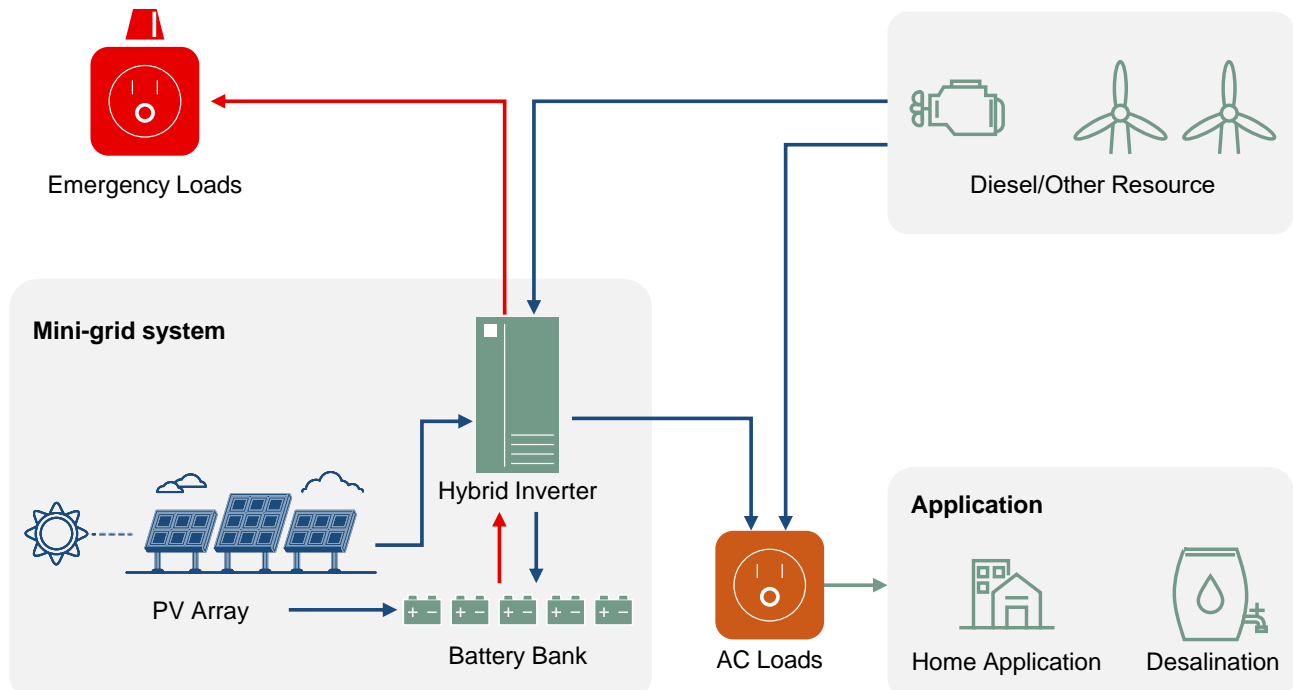 Emergency Loads
Diesel/Other Resource
Mini-grid system
Hybrid Inverter
PV Array
Battery Bank
AC Loads
Application
Home Application
Desalination